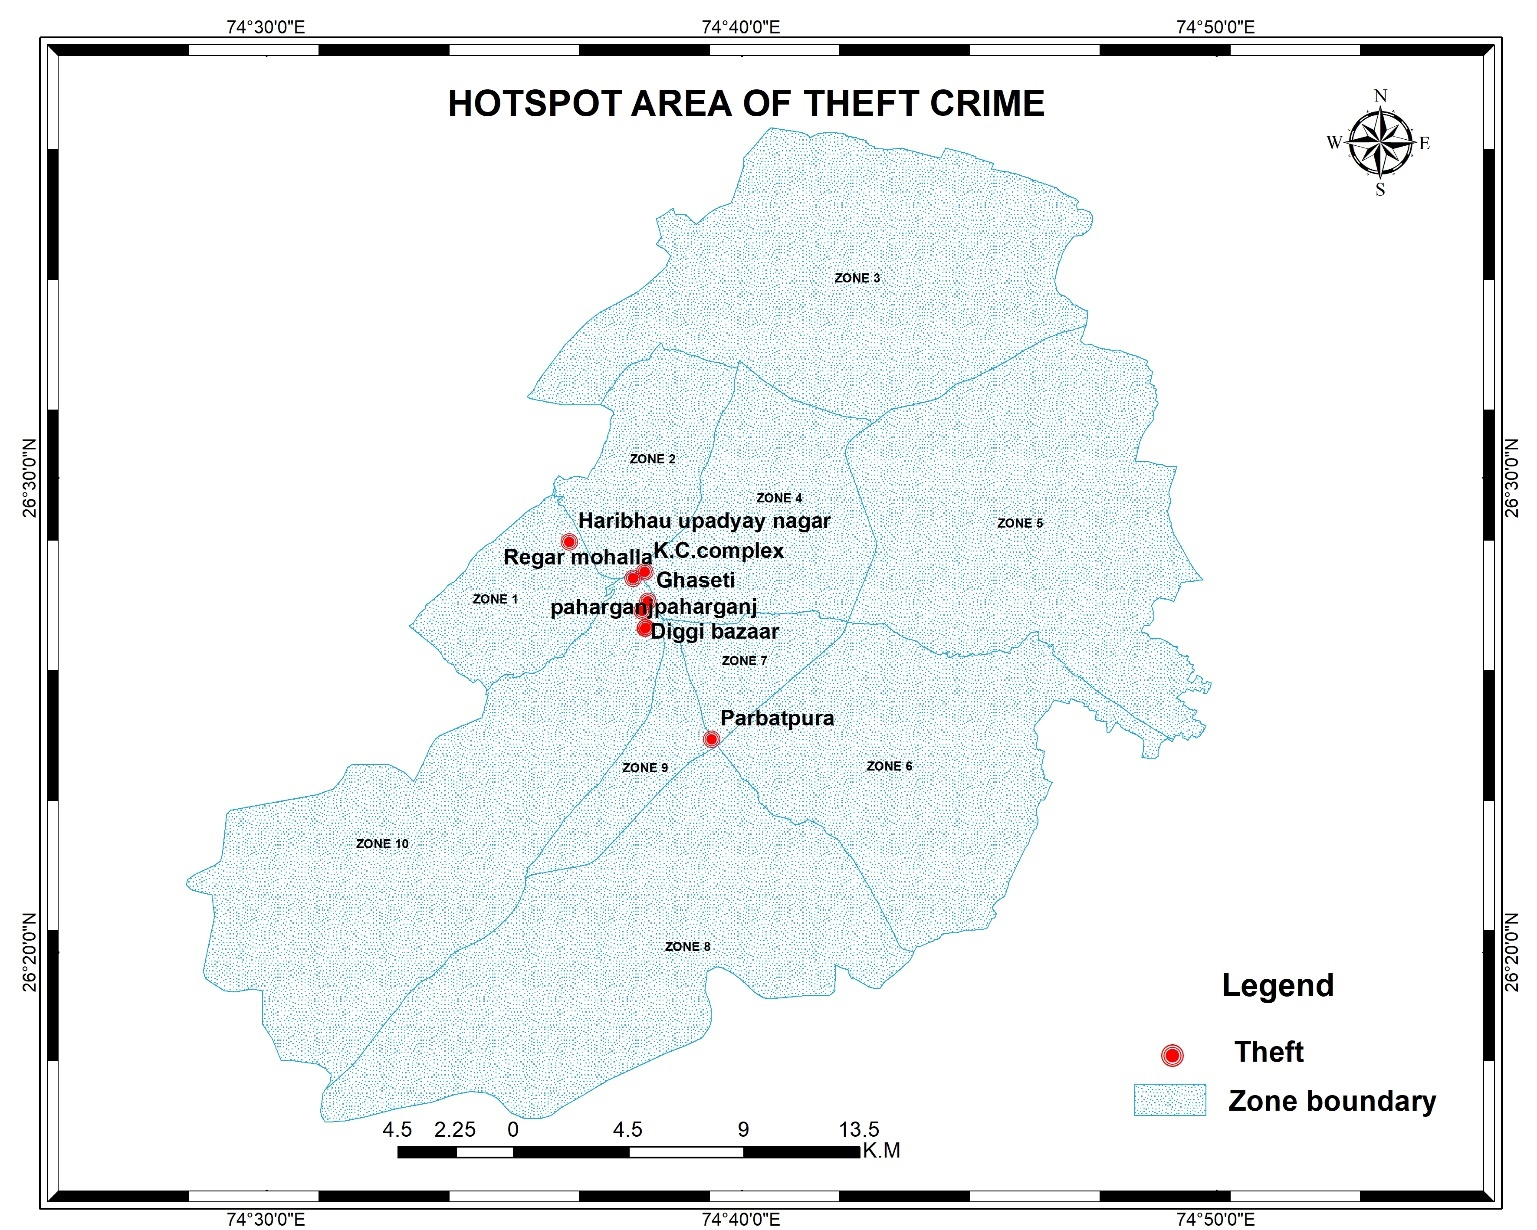 74°30'0"E 74°40'0"E 74°50'0"E
HOTSPOT AREA OF THEFT CRIME
N
W E
S
ZONE 3
26°30'0"N 26°30'0"N
ZONE 2
ZONE 4
Haribhau upadyay nagar
ZONE 5
K.C.complex
Regar mohalla
Ghaseti
ZONE 1
paharganj paharganj
Diggi bazaar
ZONE 7
Parbatpura
ZONE 9
ZONE 6
ZONE 10
ZONE 8
26°20'0"N 26°20'0"N
Legend
Theft
Zone boundary
4.5 2.25 0 4.5 9 13.5
K.M
74°30'0"E 74°40'0"E 74°50'0"E